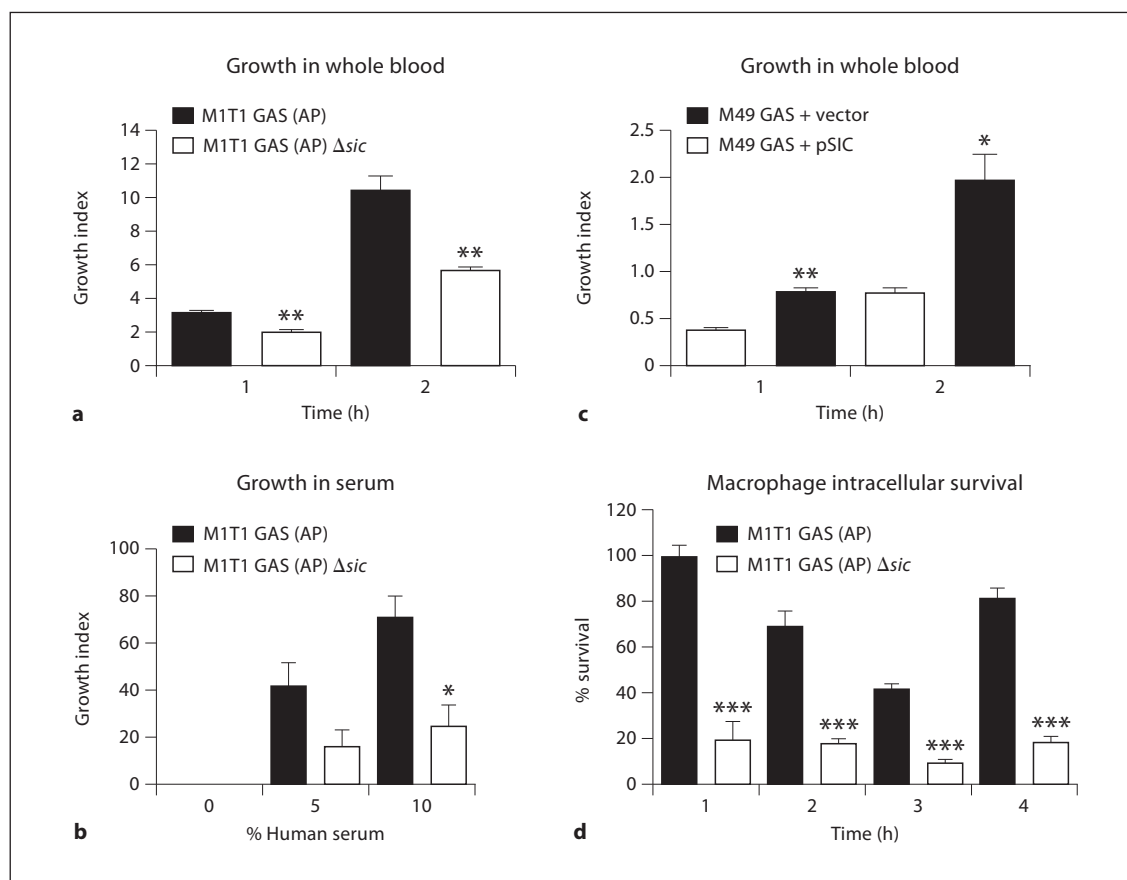 Growth in whole blood
M1T1 GAS (AP)
M1T1 GAS (AP) Δsic
14
12
10
8
6
4
2
0
Growth index
**
**
1
2
Time (h)
a
Growth in whole blood
M49 GAS + vector
M49 GAS + pSIC
2.5
2.0
1.5
1.0
0.5
0
Growth index
**
*
1
2
Time (h)
c
Growth in serum
M1T1 GAS (AP)
M1T1 GAS (AP) Δsic
100
80
60
40
20
0
Growth index
*
0
5
10
% Human serum
b
Macrophage intracellular survival
M1T1 GAS (AP)
M1T1 GAS (AP) Δsic
120
100
80
60
40
20
0
% survival
***
***
***
***
1
2
3
4
Time (h)
d